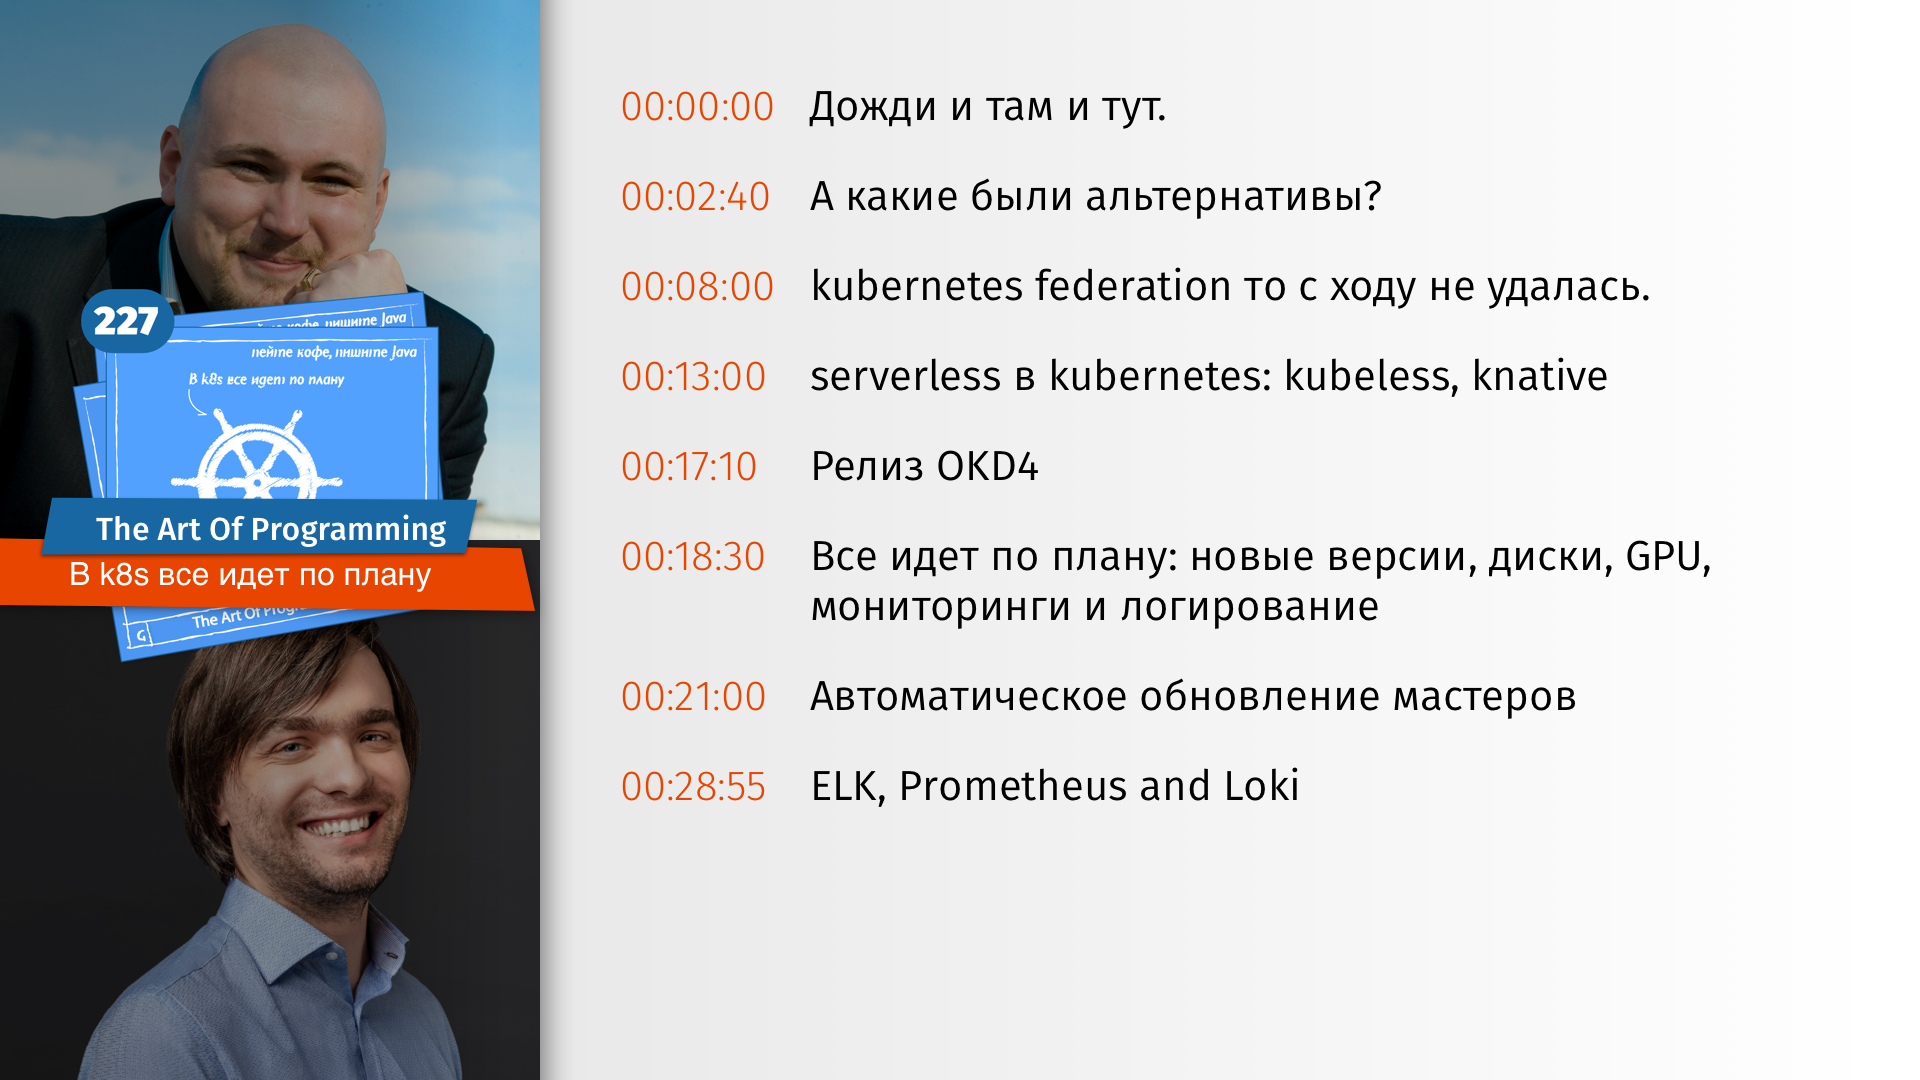 227
пейте кофе, пишите Java
пейте кофе, пишите Java
В k8s все идет по плану
The Art Of Programming
В k8s все идет по плану
The Art Of
G
00:00:00 Дожди и там и тут.
00:02:40 А какие были альтернативы?
00:08:00 kubernetes federation то с ходу не удалась.
00:13:00 serverless в kubernetes: kubeless, knative
00:17:10 Релиз OKD4
00:18:30 Все идет по плану: новые версии, диски, GPU,
мониторинги и логирование
00:21:00 Автоматическое обновление мастеров
00:28:55 ELK, Prometheus and Loki